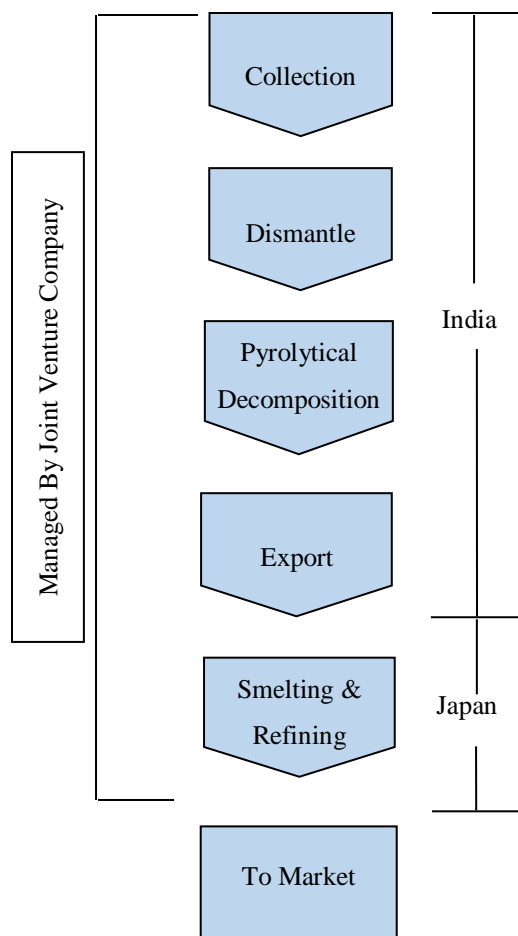 Collection
Dismantle
Managed By Joint Venture Company
India
Pyrolytical
Decomposition
Export
Smelting &
Refining
Japan
To Market